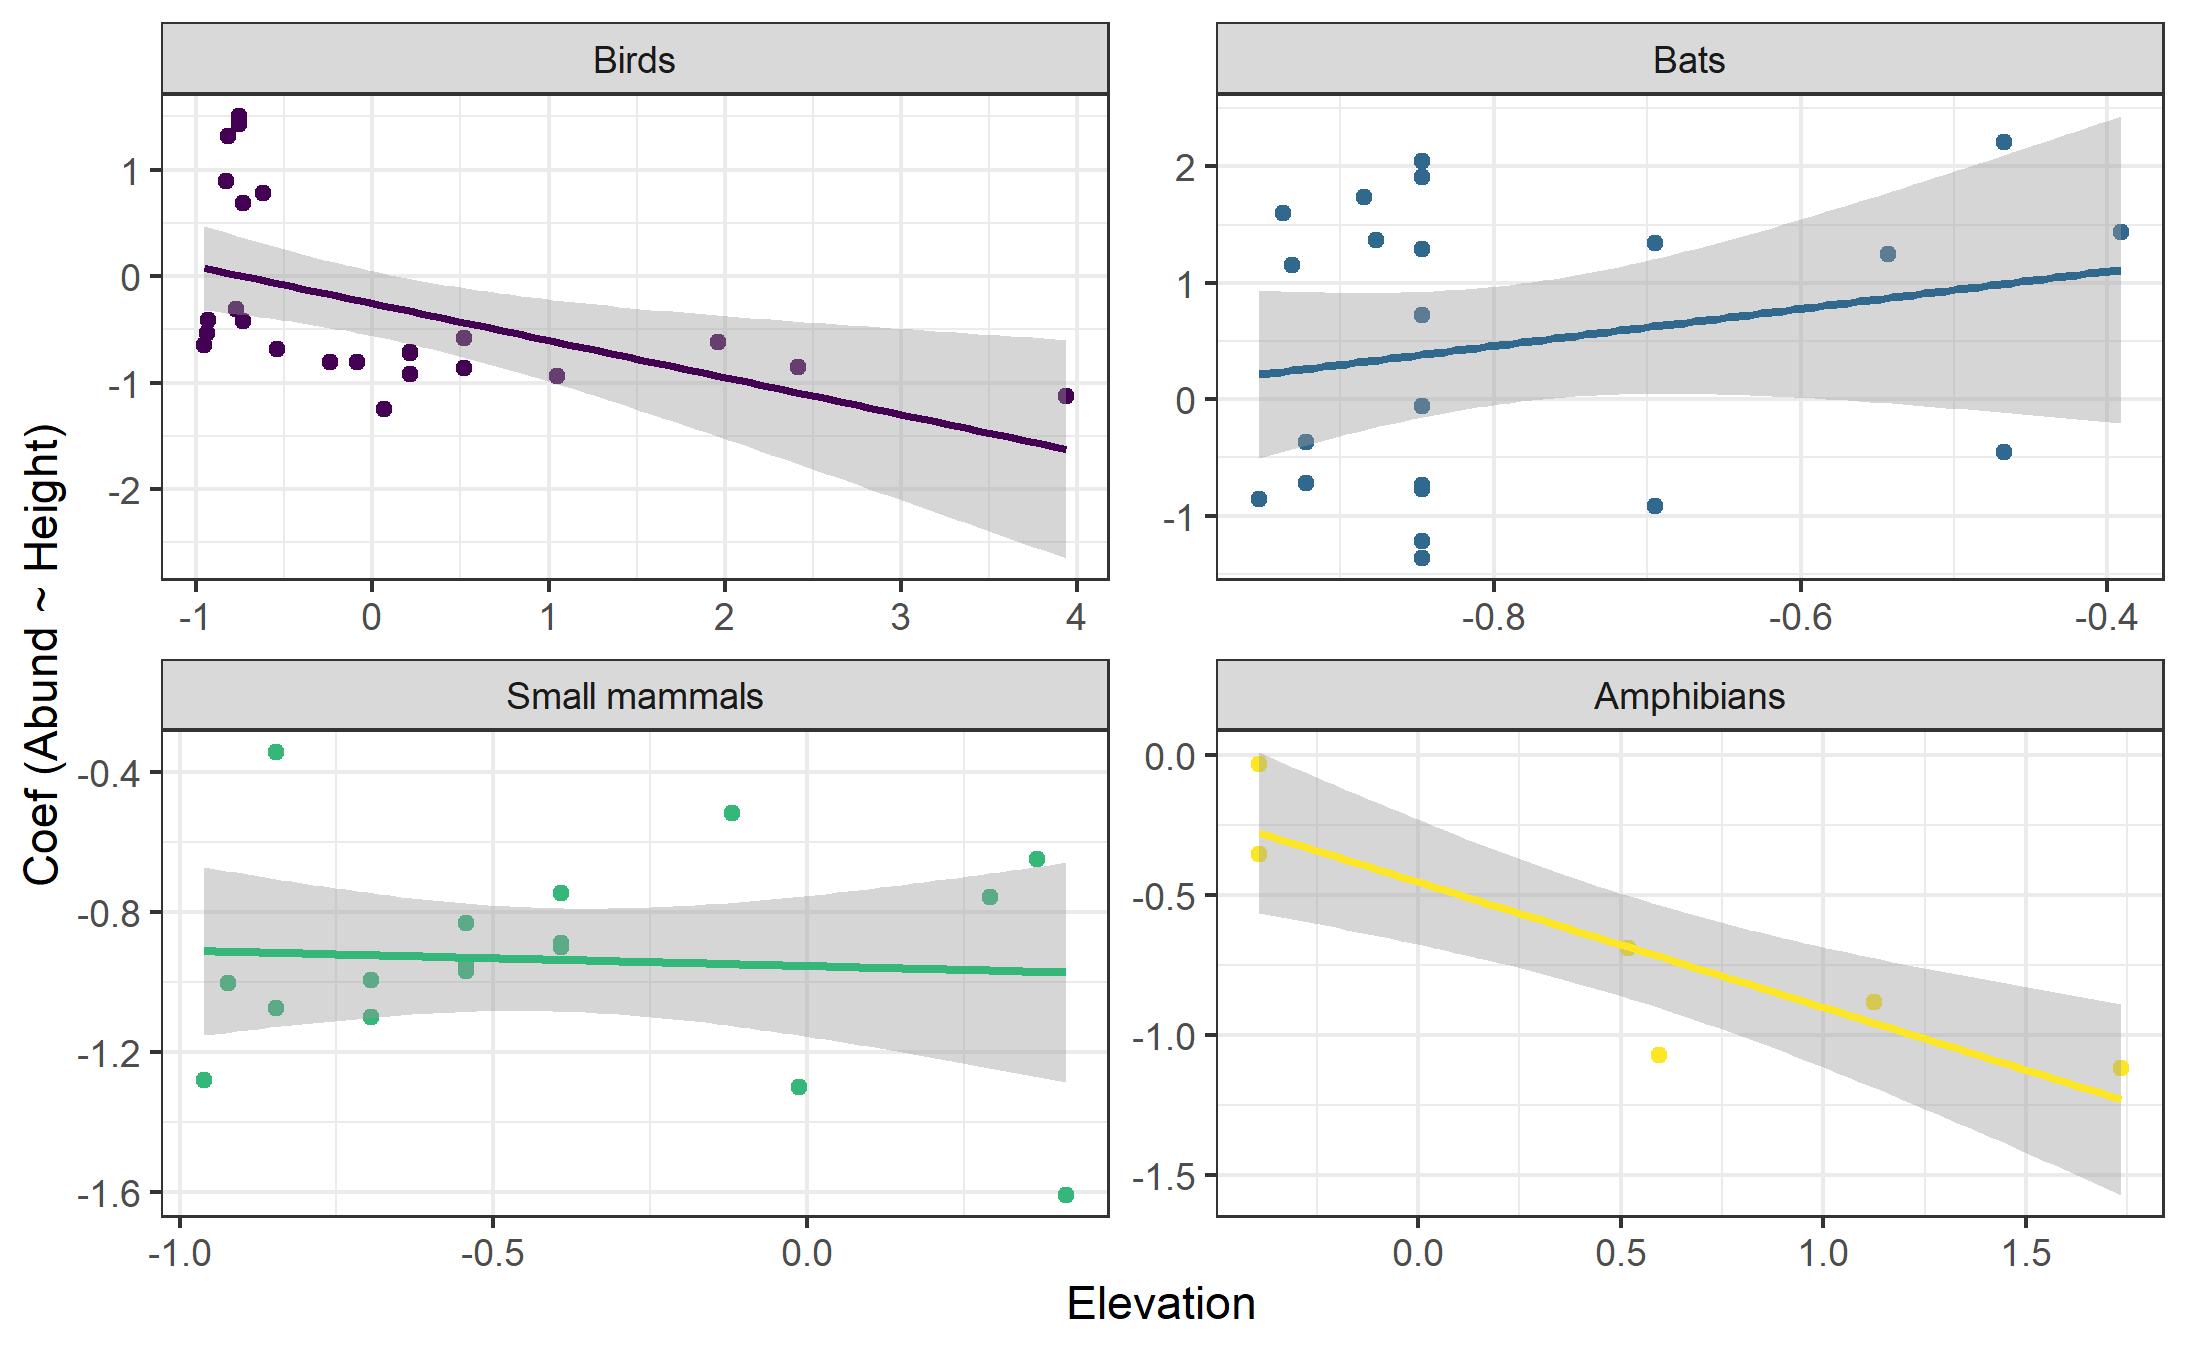 Birds
Bats
1
0
-1
-2
-1 0 1 2 3 4
2
1
0
-1
-0.8 -0.6 -0.4
Coef (Abund ~ Height)
Small mammals
Amphibians
-0.4
-0.8
-1.2
-1.6
-1.0 -0.5 0.0
0.0
-0.5
-1.0
-1.5
0.0 0.5 1.0 1.5
Elevation